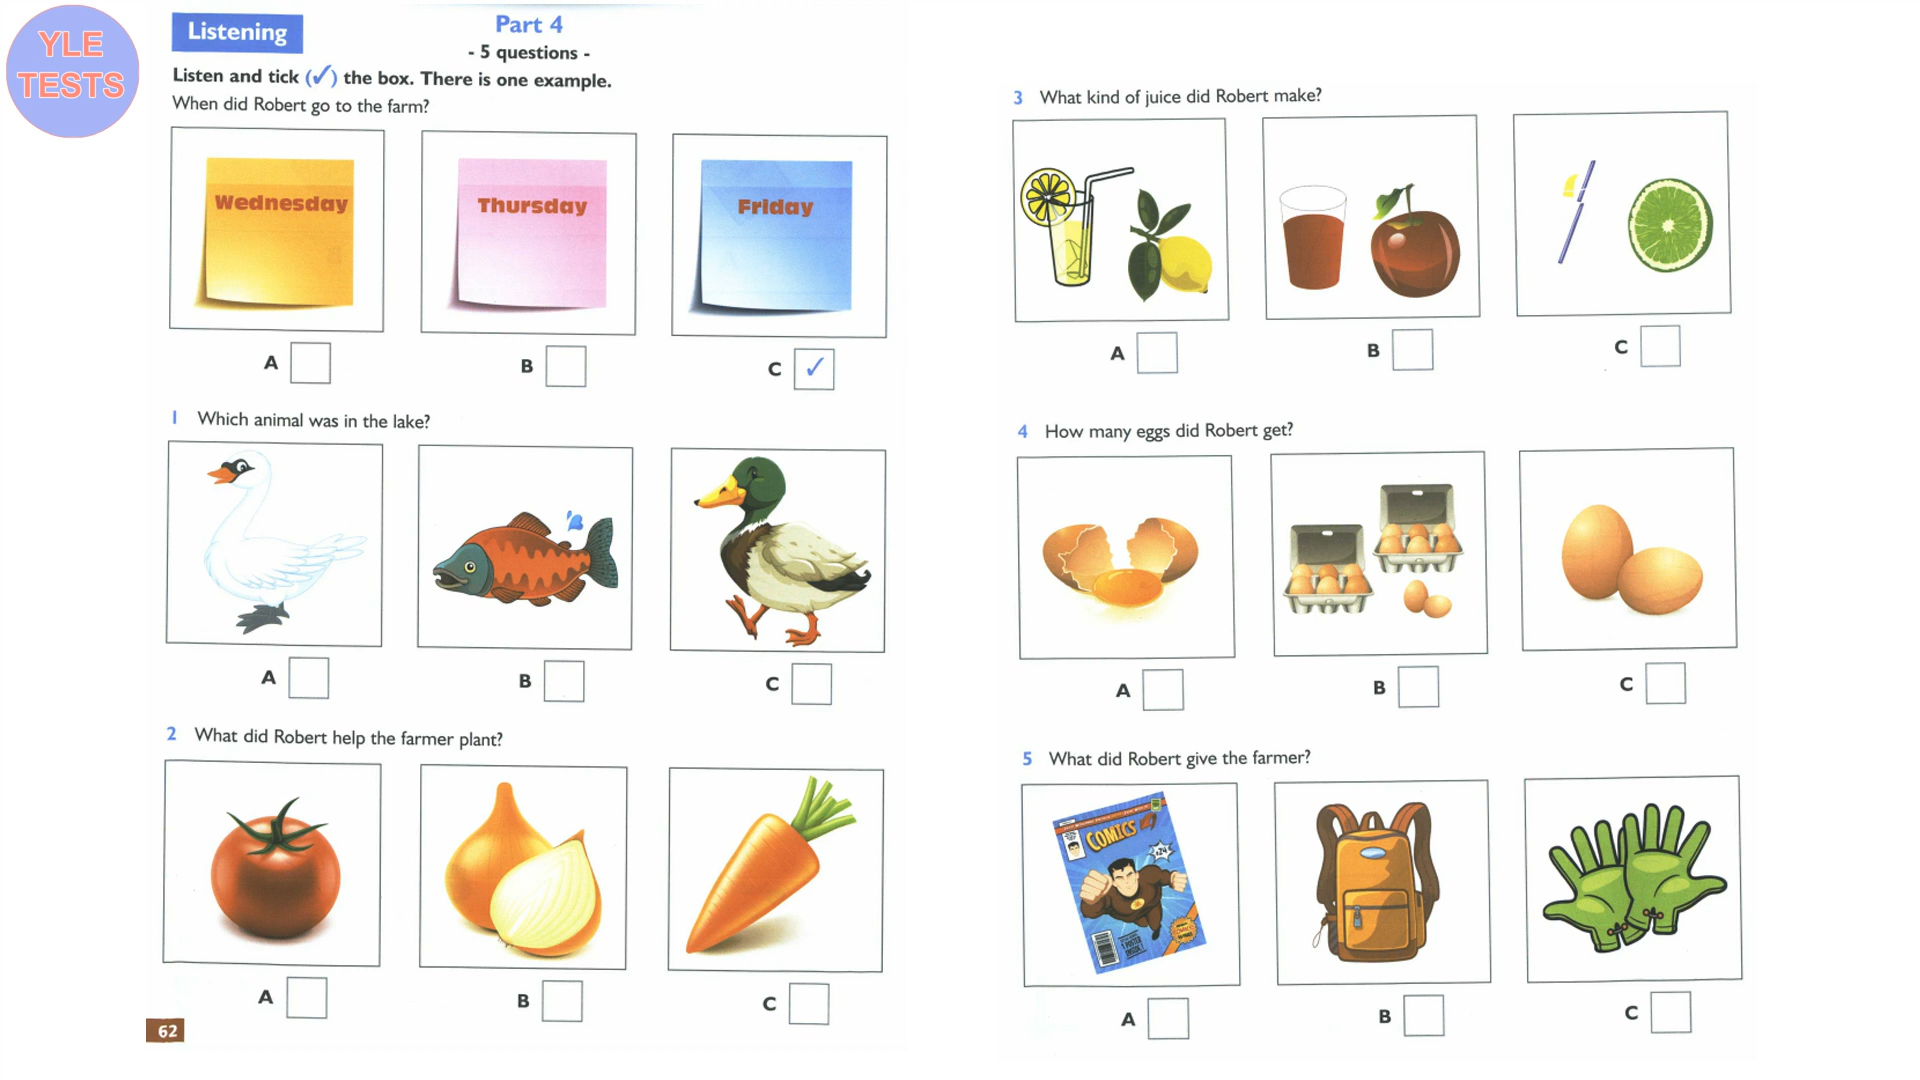 YLE
TESTS
Listening
Part 4
- 5 questions -
Listen and tick (✓) the box. There is one example.
When did Robert go to the farm?
Wednesday
Thursday
Friday
A
B
C ✓
1 Which animal was in the lake?
A
B
C
2 What did Robert help the farmer plant?
A
B
C
62
3 What kind of juice did Robert make?
A
B
C
4 How many eggs did Robert get?
A
B
C
5 What did Robert give the farmer?
COMICS
A
B
C